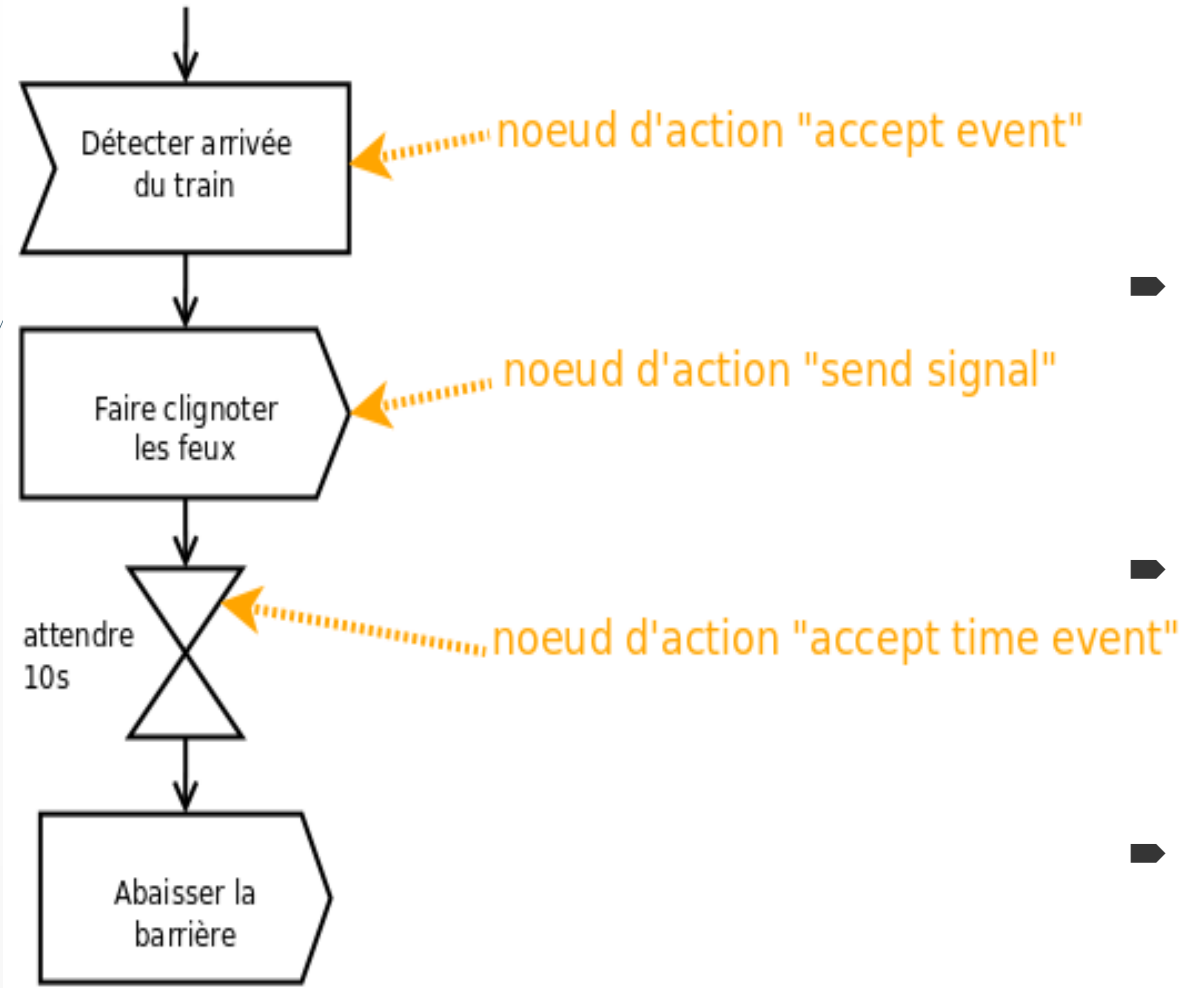 Détecter arrivée
du train
noeud d'action "accept event"
Faire clignoter
les feux
noeud d'action "send signal"
attendre
10s
noeud d'action "accept time event"
Abaisser la
barrière